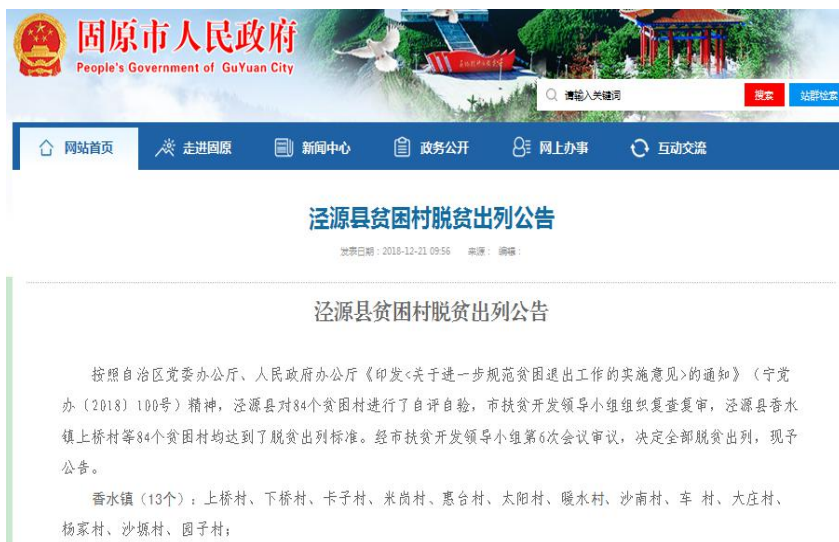 固原市人民政府
People's Government of GuYuan City
请输入关键词 搜索 站群检索
网站首页 走进固原 新闻中心 政务公开 网上办事 互动交流
泾源县贫困村脱贫出列公告
发表日期：2018-12-21 09:56 来源： 编辑：
泾源县贫困村脱贫出列公告
按照自治区党委办公厅、人民政府办公厅《印发<关于进一步规范贫困退出工作的实施意见>的通知》（宁党
办〔2018〕100号）精神，泾源县对84个贫困村进行了自评自验，市扶贫开发领导小组组织复查复审，泾源县香水
镇上桥村等84个贫困村均达到了脱贫出列标准。经市扶贫开发领导小组第6次会议审议，决定全部脱贫出列，现予
公告。
香水镇（13个）：上桥村、下桥村、卡子村、米岗村、惠台村、太阳村、暖水村、沙南村、车 村、大庄村、
杨家村、沙塬村、园子村；